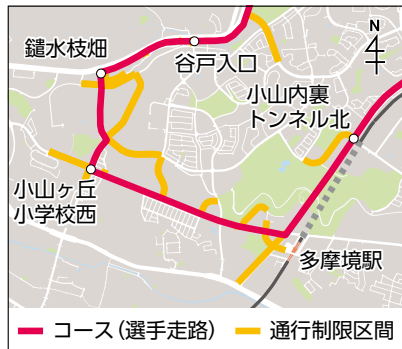 鑓水枝畑
谷戸入口
N
小山内裏
トンネル北
小山ヶ丘
小学校西
多摩境駅
コース(選手走路)
通行制限区間